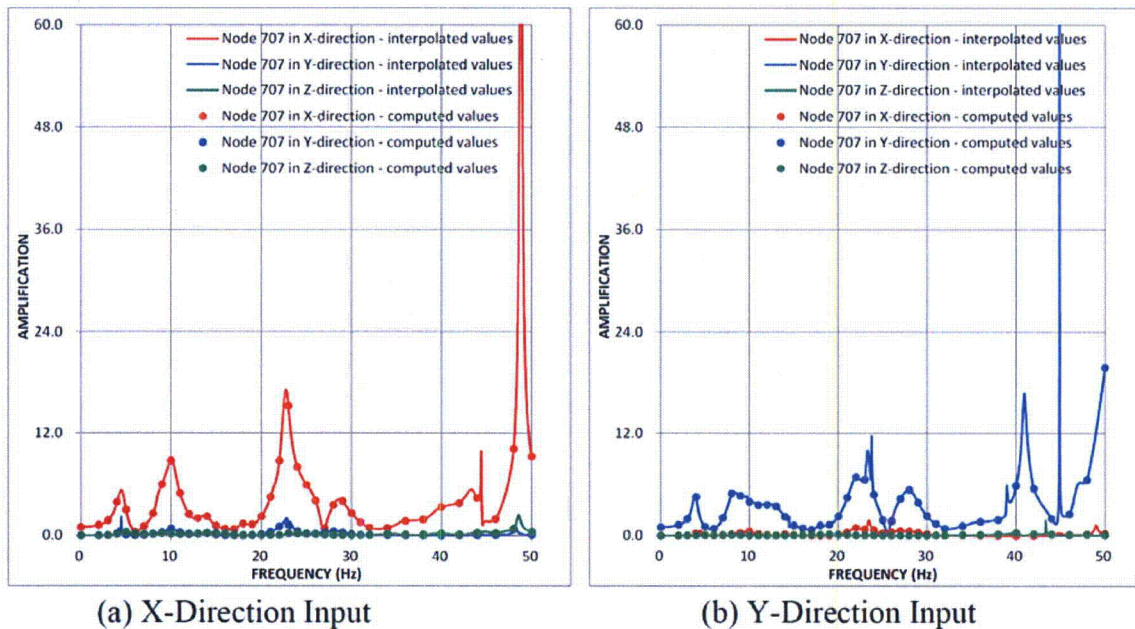 60.0
48.0
36.0
24.0
12.0
0.0
AMPLIFICATION
Node 707 in X-direction - interpolated values
Node 707 in Y-direction - interpolated values
Node 707 in Z-direction - interpolated values
Node 707 in X-direction - computed values
Node 707 in Y-direction - computed values
Node 707 in Z-direction - computed values
0 10 20 30 40 50
FREQUENCY (Hz)
(a) X-Direction Input
60.0
48.0
36.0
24.0
12.0
0.0
AMPLIFICATION
Node 707 in X-direction - interpolated values
Node 707 in Y-direction - interpolated values
Node 707 in Z-direction - interpolated values
Node 707 in X-direction - computed values
Node 707 in Y-direction - computed values
Node 707 in Z-direction - computed values
0 10 20 30 40 50
FREQUENCY (Hz)
(b) Y-Direction Input